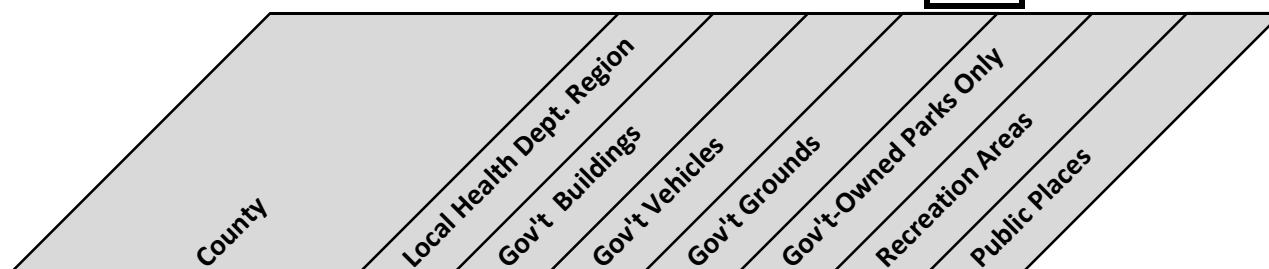 County
Local Health Dept. Region
Gov't  Buildings
Gov't Vehicles
Gov't Grounds
Gov't-Owned Parks Only
Recreation Areas
Public Places